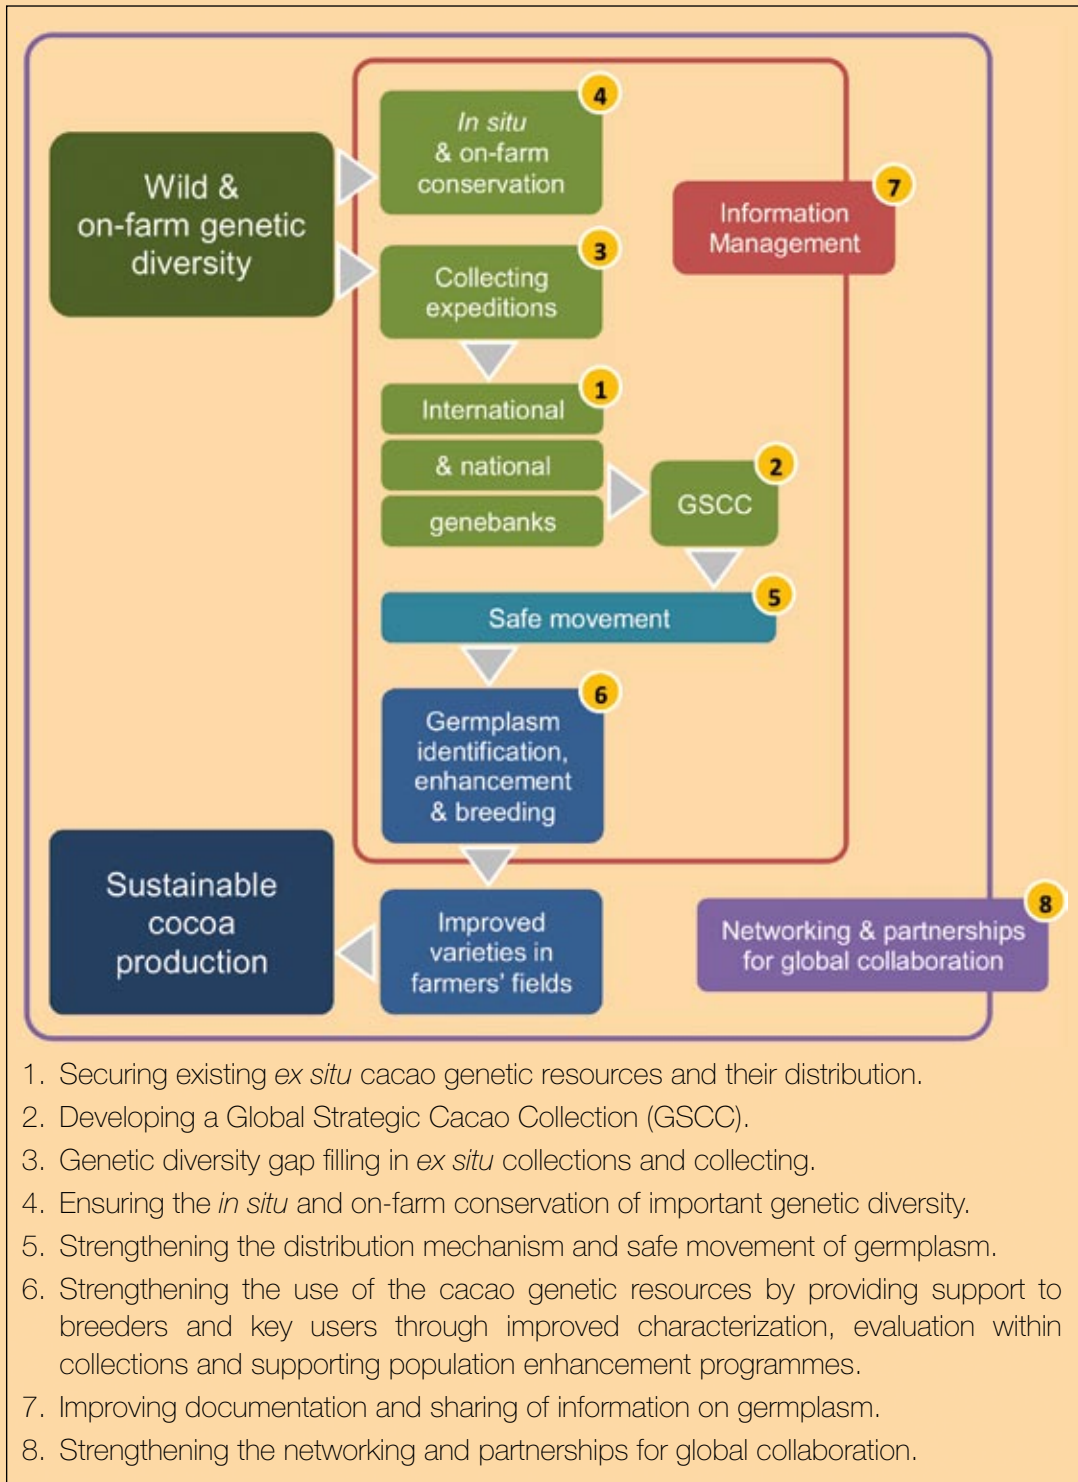 4
In situ
& on-farm
conservation
Wild &
on-farm genetic
diversity
7
Information
Management
3
Collecting
expeditions
1
International
& national
genebanks
2
GSCC
5
Safe movement
6
Germplasm
identification,
enhancement
& breeding
Sustainable
cocoa
production
Improved
varieties in
farmers' fields
8
Networking & partnerships
for global collaboration
1. Securing existing ex situ cacao genetic resources and their distribution.
2. Developing a Global Strategic Cacao Collection (GSCC).
3. Genetic diversity gap filling in ex situ collections and collecting.
4. Ensuring the in situ and on-farm conservation of important genetic diversity.
5. Strengthening the distribution mechanism and safe movement of germplasm.
6. Strengthening the use of the cacao genetic resources by providing support to
breeders and key users through improved characterization, evaluation within
collections and supporting population enhancement programmes.
7. Improving documentation and sharing of information on germplasm.
8. Strengthening the networking and partnerships for global collaboration.